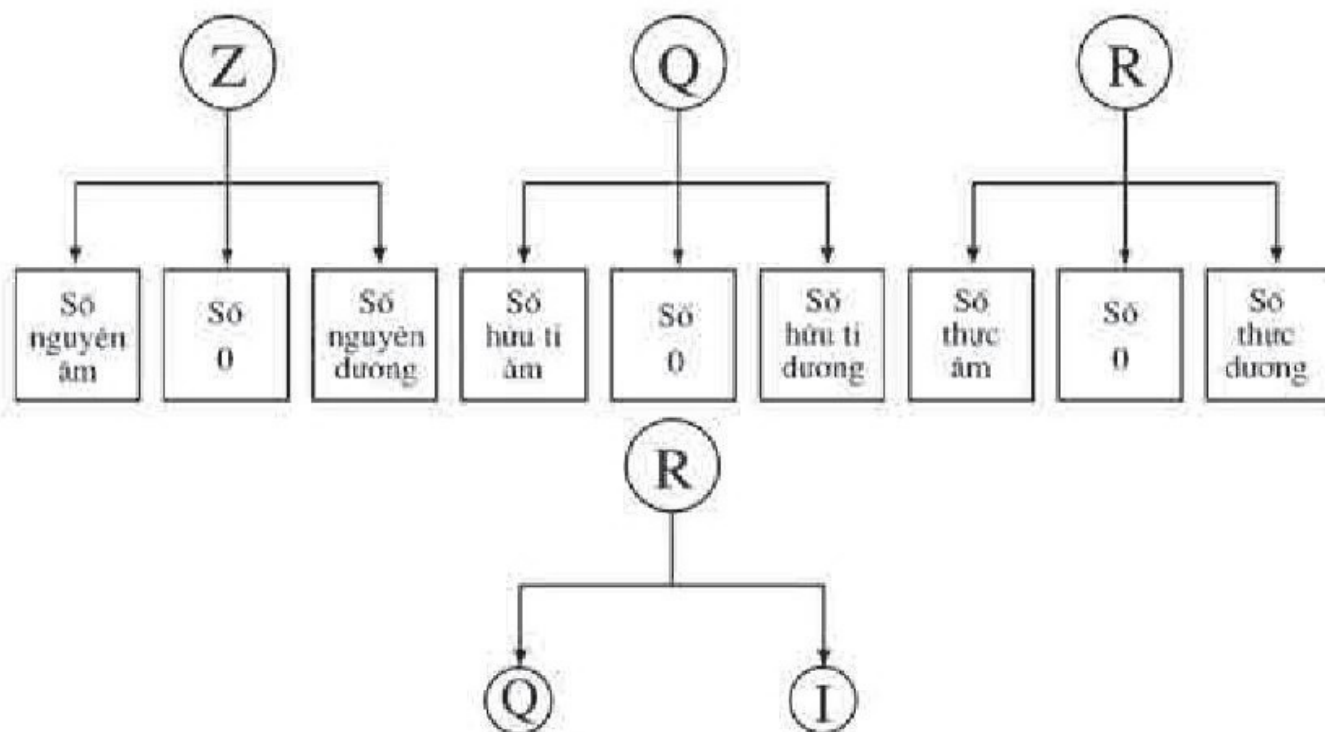 Z
Q
R
Số
nguyên
âm
Số
0
Số
nguyên
dương
Số
hữu tỉ
âm
Số
0
Số
hữu tỉ
dương
Số
thực
âm
Số
0
Số
thực
dương
R
Q
I